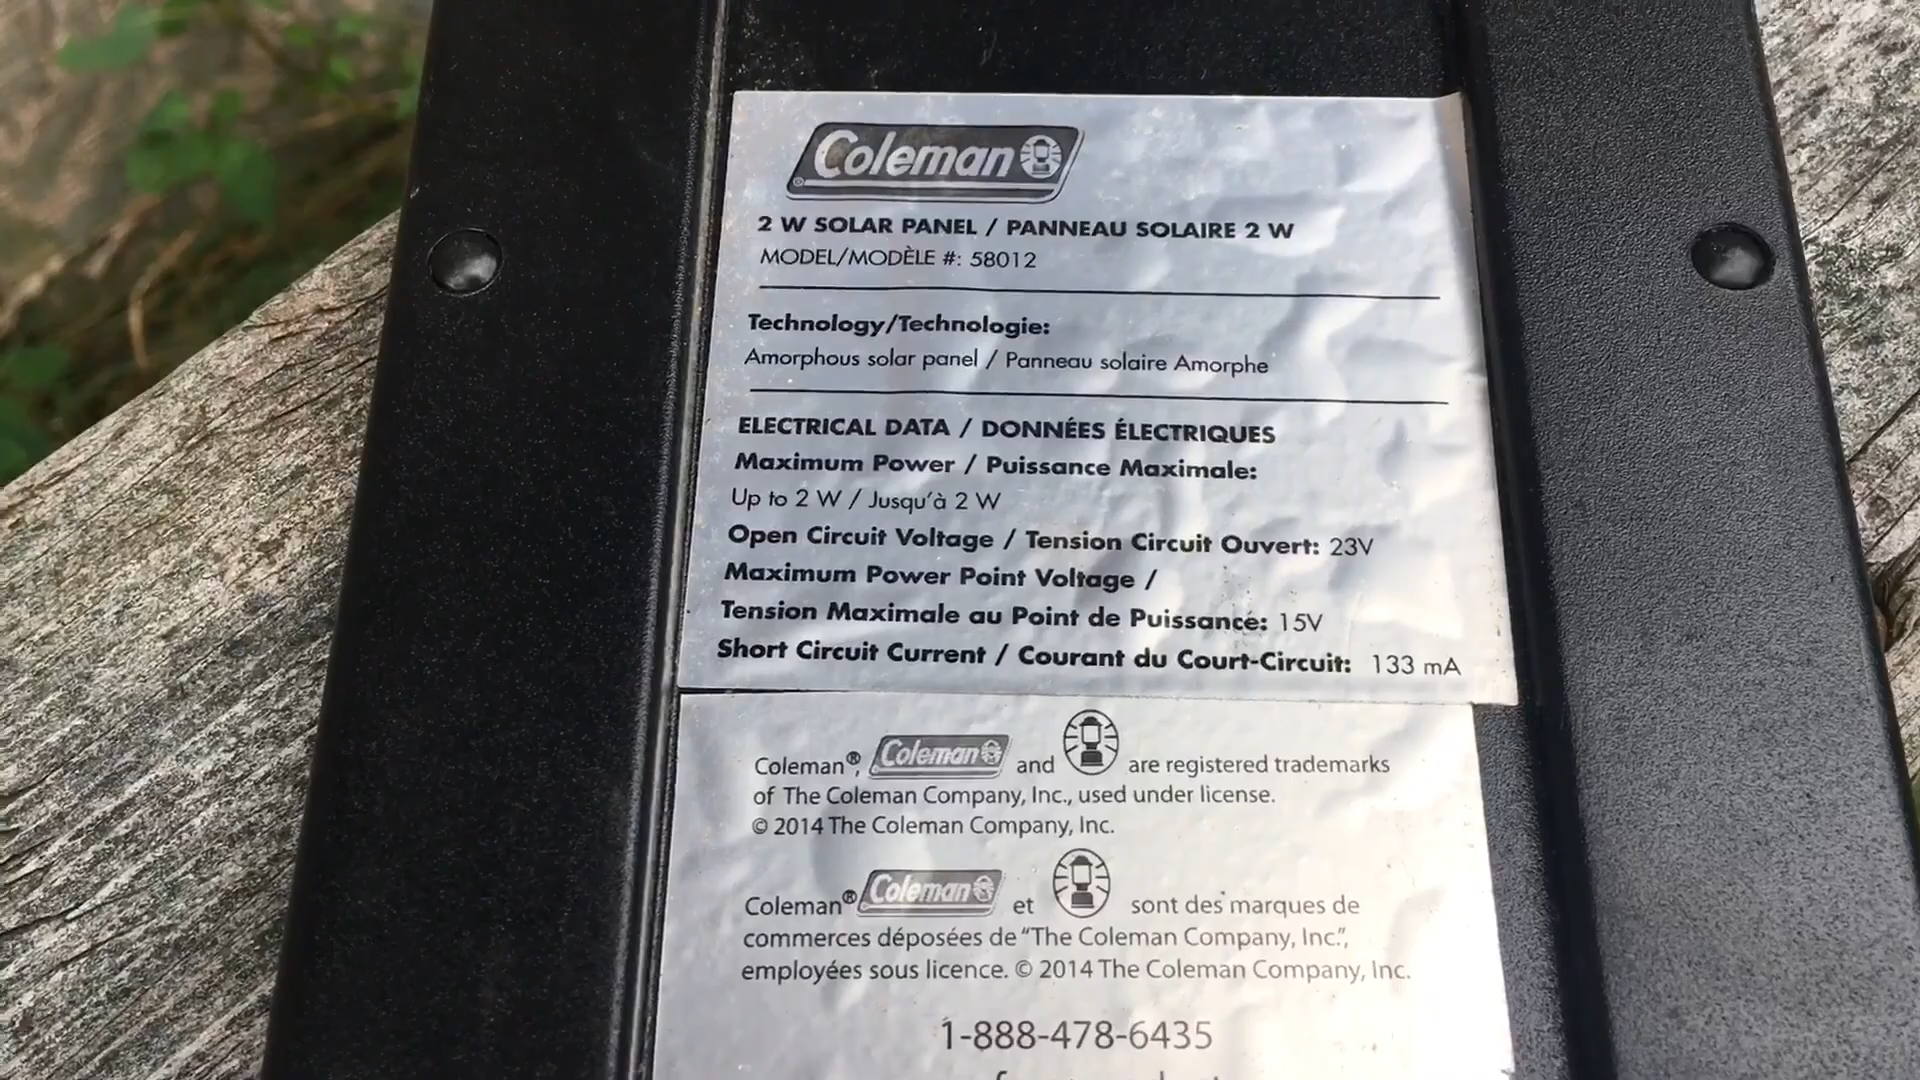 Coleman
®
2 W SOLAR PANEL / PANNEAU SOLAIRE 2 W
MODEL/MODÈLE #: 58012
Technology/Technologie:
Amorphous solar panel / Panneau solaire Amorphe
ELECTRICAL DATA / DONNÉES ÉLECTRIQUES
Maximum Power / Puissance Maximale:
Up to 2 W / Jusqu'à 2 W
Open Circuit Voltage / Tension Circuit Ouvert: 23V
Maximum Power Point Voltage /
Tension Maximale au Point de Puissance: 15V
Short Circuit Current / Courant du Court-Circuit: 133 mA
Coleman®, Coleman and are registered trademarks
of The Coleman Company, Inc., used under license.
© 2014 The Coleman Company, Inc.
Coleman® Coleman et sont des marques de
commerces déposées de "The Coleman Company, Inc.",
employées sous licence. © 2014 The Coleman Company, Inc.
1-888-478-6435